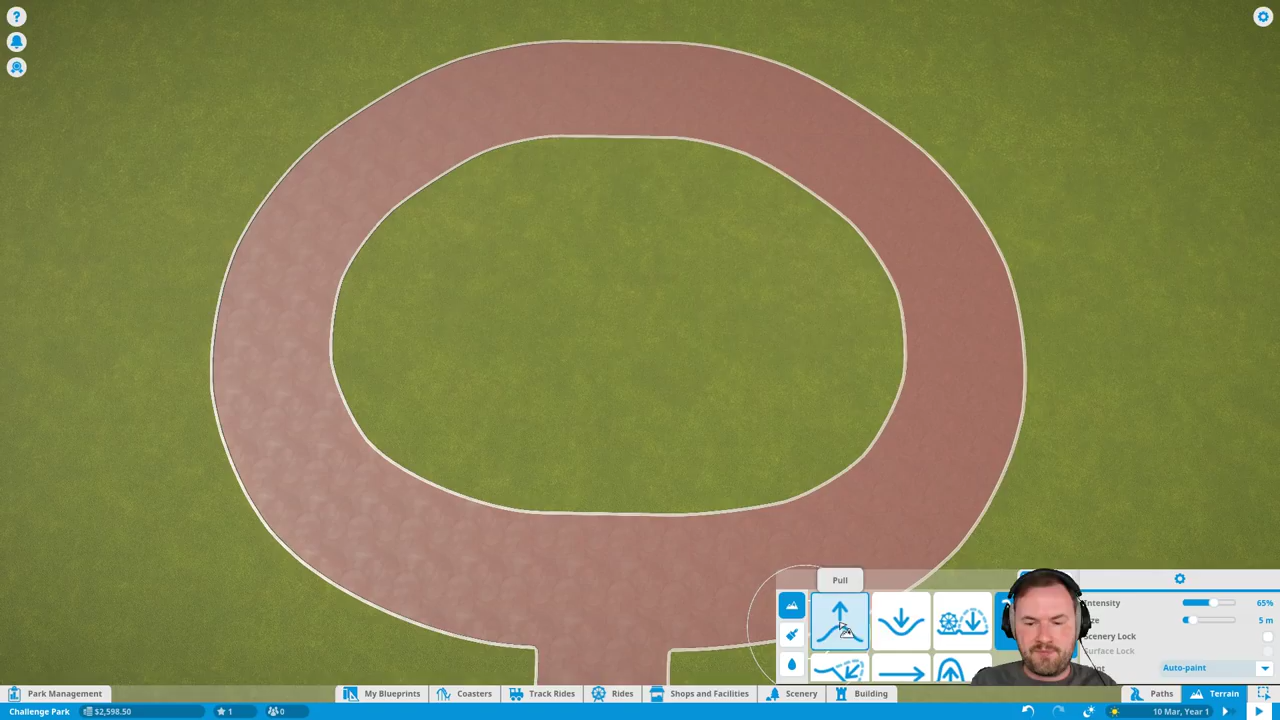 ?
Pull
Intensity 65%
5 m
Scenery Lock
Surface Lock
Auto-paint
Park Management
My Blueprints
Coasters
Track Rides
Rides
Shops and Facilities
Scenery
Building
Paths
Terrain
Challenge Park
$2,598.50
1
0
10 Mar, Year 1